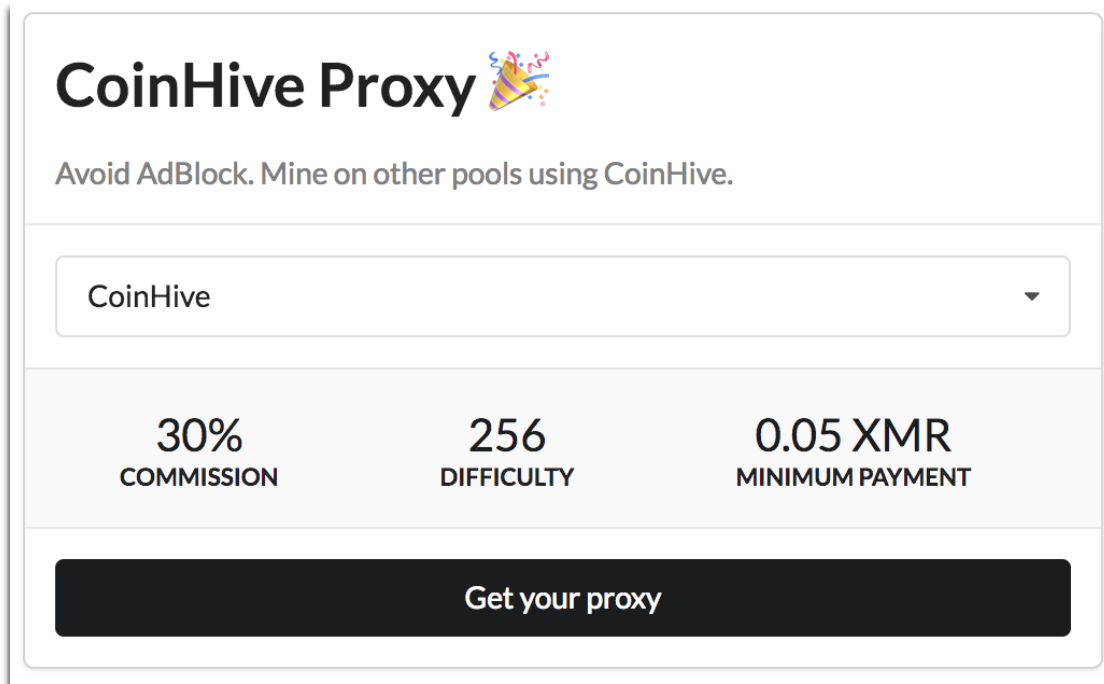 CoinHive Proxy 🎉
Avoid AdBlock. Mine on other pools using CoinHive.
CoinHive
30% 256 0.05 XMR
COMMISSION DIFFICULTY MINIMUM PAYMENT
Get your proxy